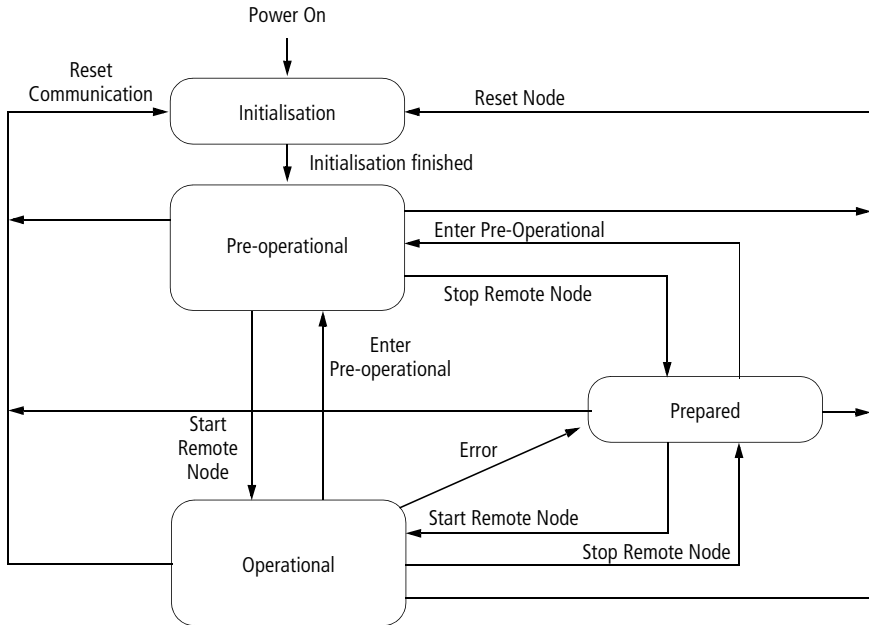 Power On
Reset
Communication
Initialisation
Reset Node
Initialisation finished
Pre-operational
Enter Pre-Operational
Stop Remote Node
Enter
Pre-operational
Prepared
Start
Remote
Node
Error
Start Remote Node
Stop Remote Node
Operational